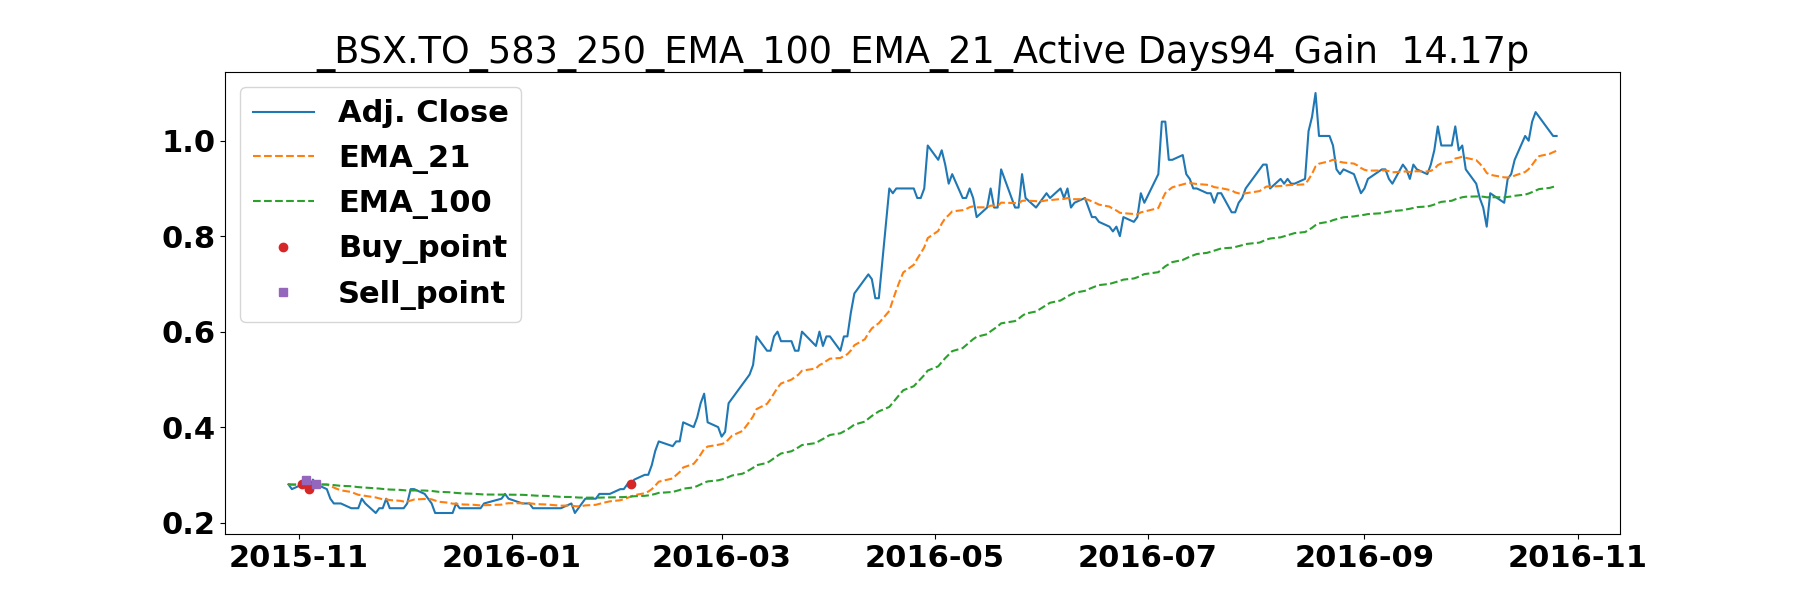 _BSX.TO_583_250_EMA_100_EMA_21_Active Days94_Gain  14.17p
Adj. Close
EMA_21
EMA_100
Buy_point
Sell_point
1.0
0.8
0.6
0.4
0.2
2015-11 2016-01 2016-03 2016-05 2016-07 2016-09 2016-11